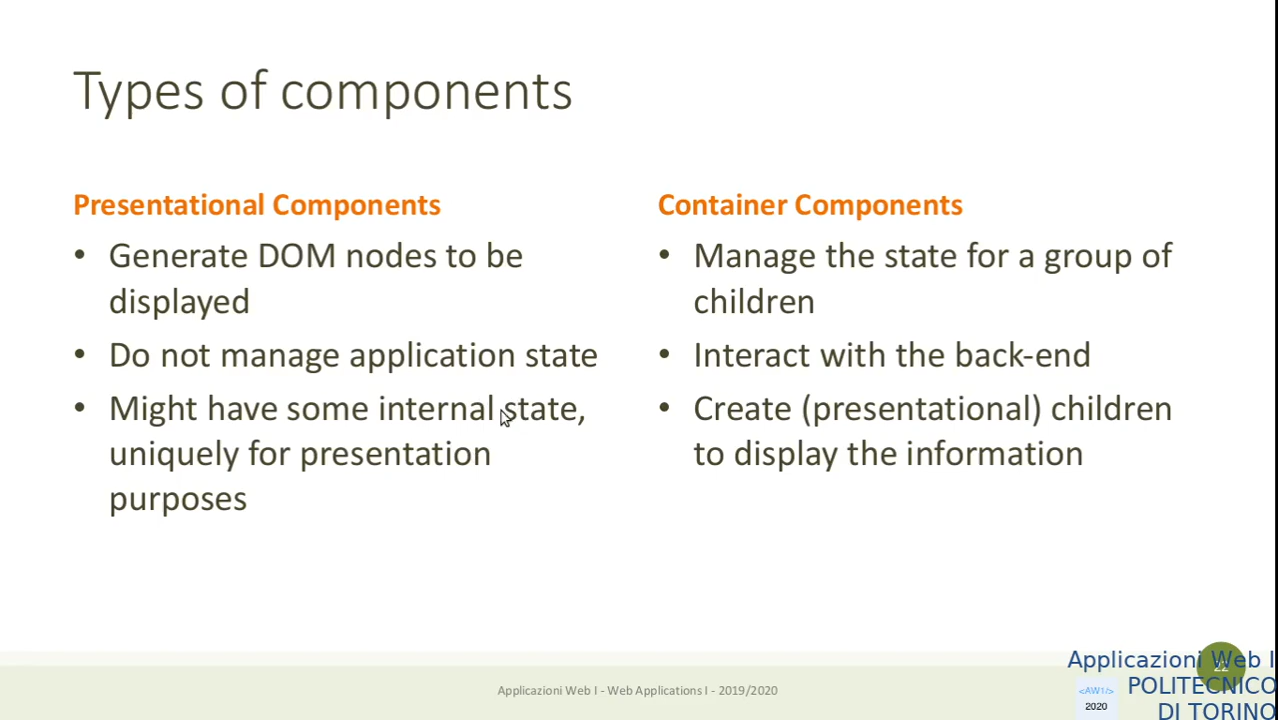 Types of components
Presentational Components
• Generate DOM nodes to be
displayed
• Do not manage application state
• Might have some internal state,
uniquely for presentation
purposes
Container Components
• Manage the state for a group of
children
• Interact with the back-end
• Create (presentational) children
to display the information
Applicazioni Web I - Web Applications I - 2019/2020
22
Applicazioni Web I
POLITECNICO
DI TORINO
<AW1/>
2020